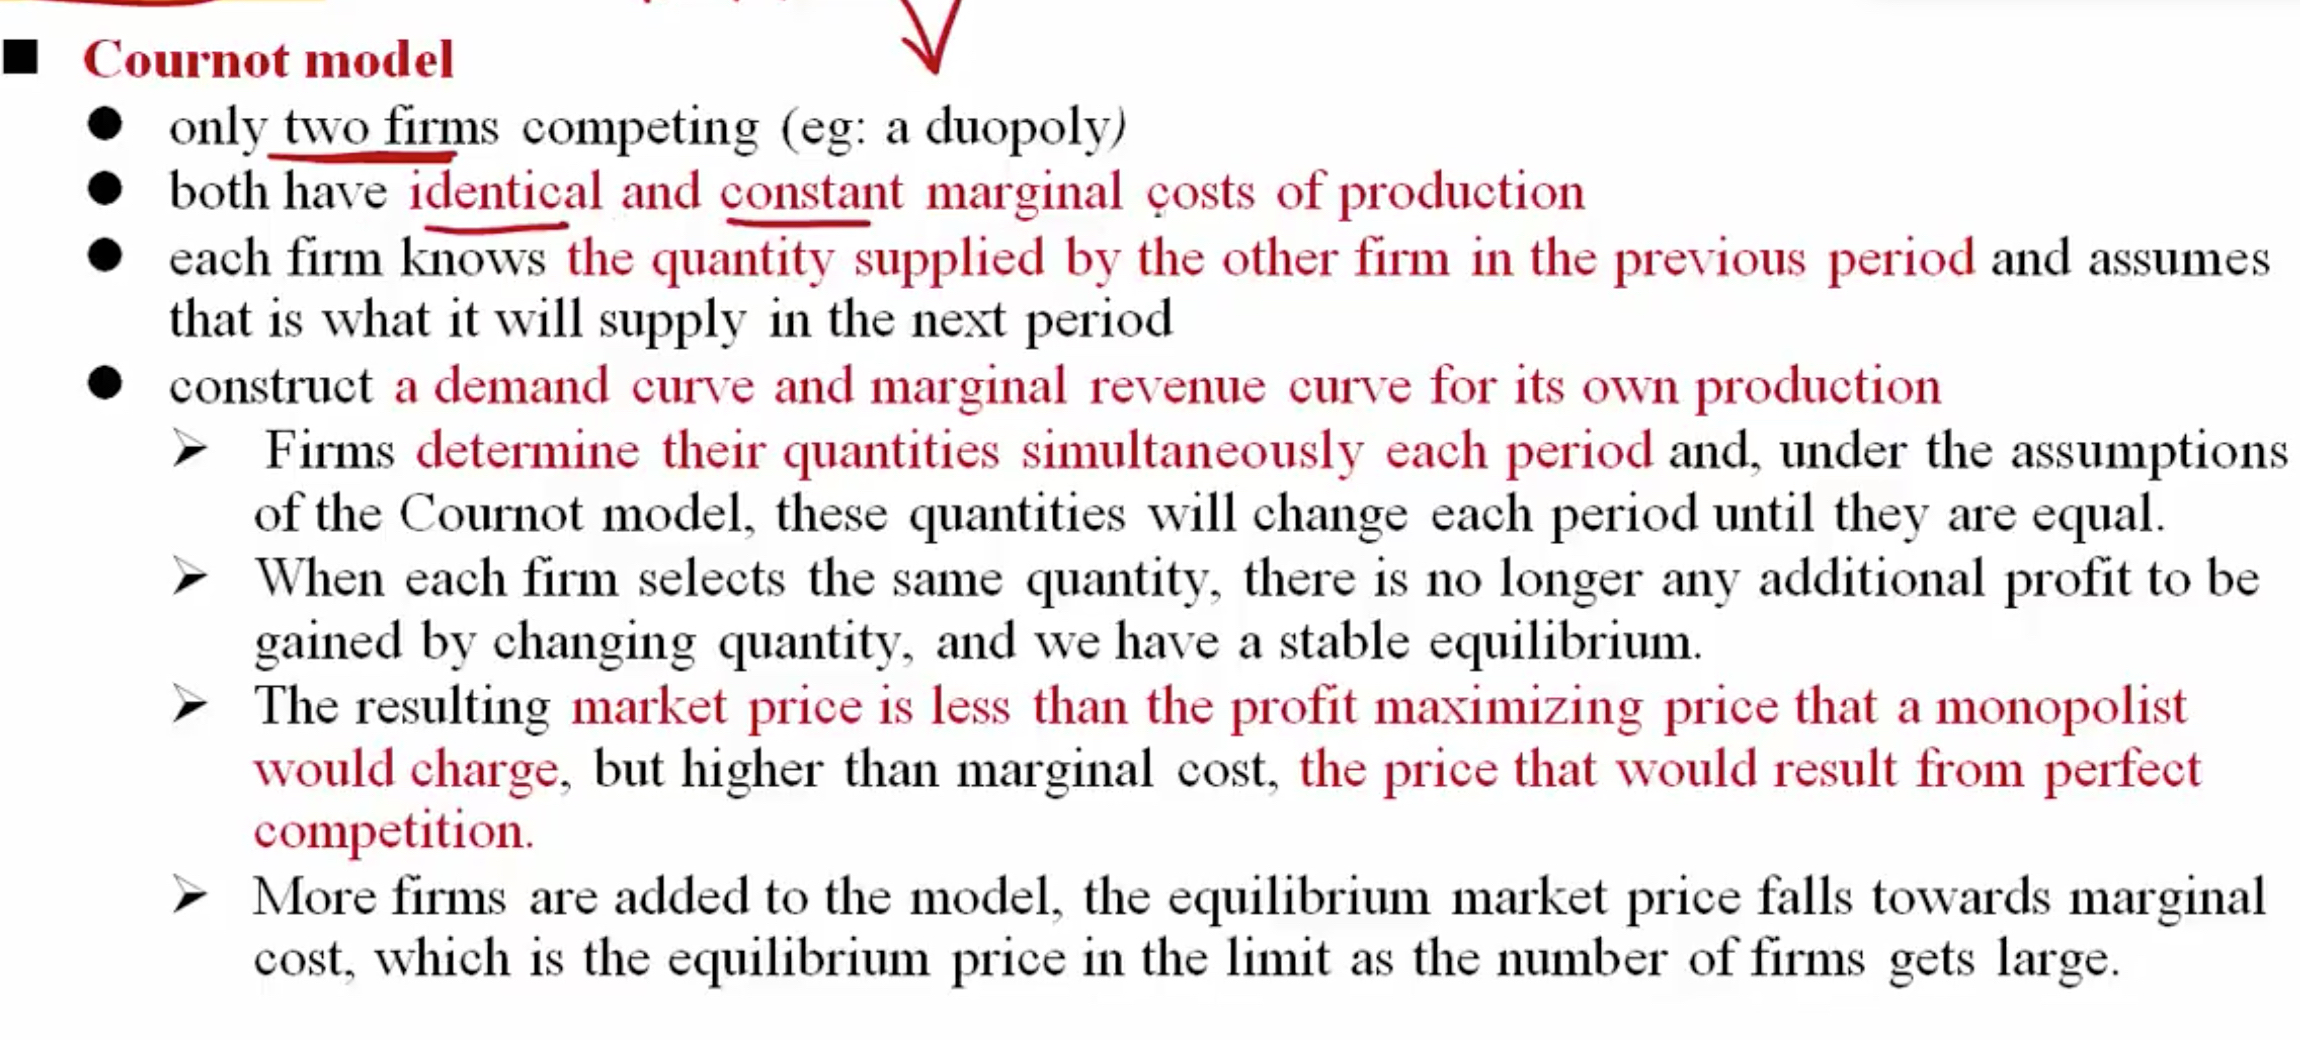 Cournot model
only two firms competing (eg: a duopoly)
both have identical and constant marginal costs of production
each firm knows the quantity supplied by the other firm in the previous period and assumes
that is what it will supply in the next period
construct a demand curve and marginal revenue curve for its own production
Firms determine their quantities simultaneously each period and, under the assumptions
of the Cournot model, these quantities will change each period until they are equal.
When each firm selects the same quantity, there is no longer any additional profit to be
gained by changing quantity, and we have a stable equilibrium.
The resulting market price is less than the profit maximizing price that a monopolist
would charge, but higher than marginal cost, the price that would result from perfect
competition.
More firms are added to the model, the equilibrium market price falls towards marginal
cost, which is the equilibrium price in the limit as the number of firms gets large.